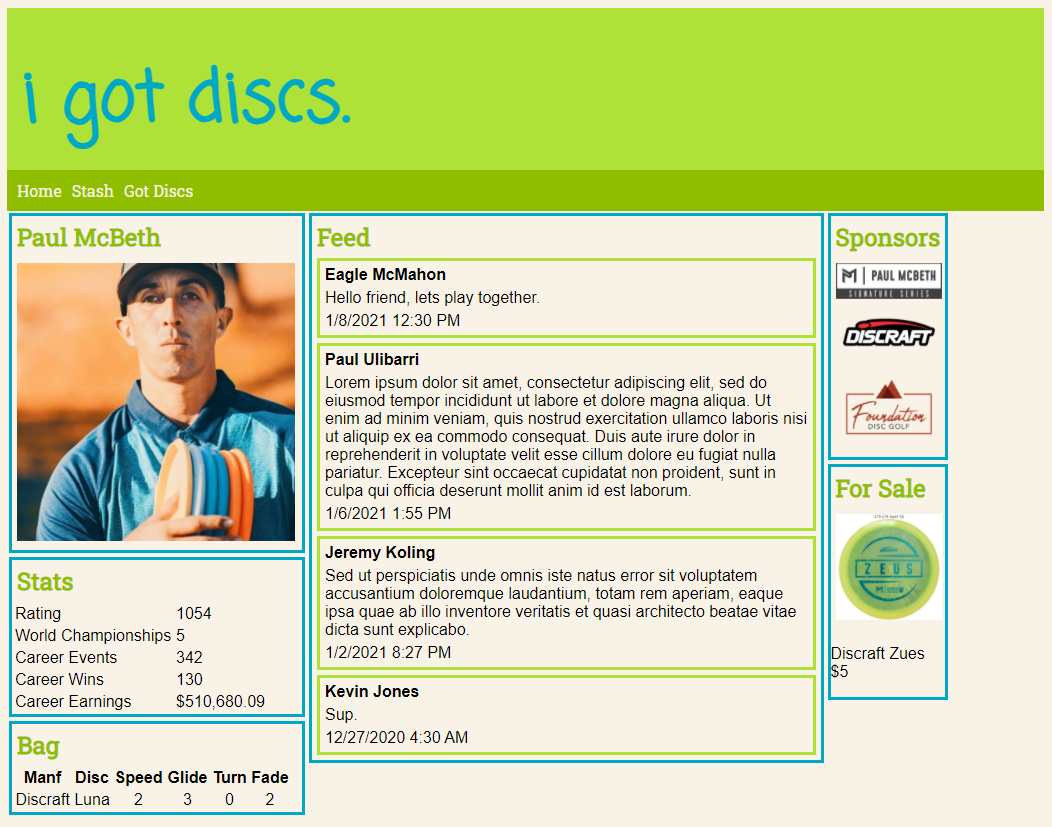 i got discs.
Home Stash Got Discs
Paul McBeth
Stats
Rating 1054
World Championships 5
Career Events 342
Career Wins 130
Career Earnings $510,680.09
Bag
Manf Disc Speed Glide Turn Fade
Discraft Luna 2 3 0 2
Feed
Eagle McMahon
Hello friend, lets play together.
1/8/2021 12:30 PM
Paul Ulibarri
Lorem ipsum dolor sit amet, consectetur adipiscing elit, sed do
eiusmod tempor incididunt ut labore et dolore magna aliqua. Ut
enim ad minim veniam, quis nostrud exercitation ullamco laboris nisi
ut aliquip ex ea commodo consequat. Duis aute irure dolor in
reprehenderit in voluptate velit esse cillum dolore eu fugiat nulla
pariatur. Excepteur sint occaecat cupidatat non proident, sunt in
culpa qui officia deserunt mollit anim id est laborum.
1/6/2021 1:55 PM
Jeremy Koling
Sed ut perspiciatis unde omnis iste natus error sit voluptatem
accusantium doloremque laudantium, totam rem aperiam, eaque
ipsa quae ab illo inventore veritatis et quasi architecto beatae vitae
dicta sunt explicabo.
1/2/2021 8:27 PM
Kevin Jones
Sup.
12/27/2020 4:30 AM
Sponsors
PAUL MCBETH
SIGNATURE SERIES
DISCRAFT
Foundation
DISC GOLF
For Sale
ZEUS
Discraft Zues
$5